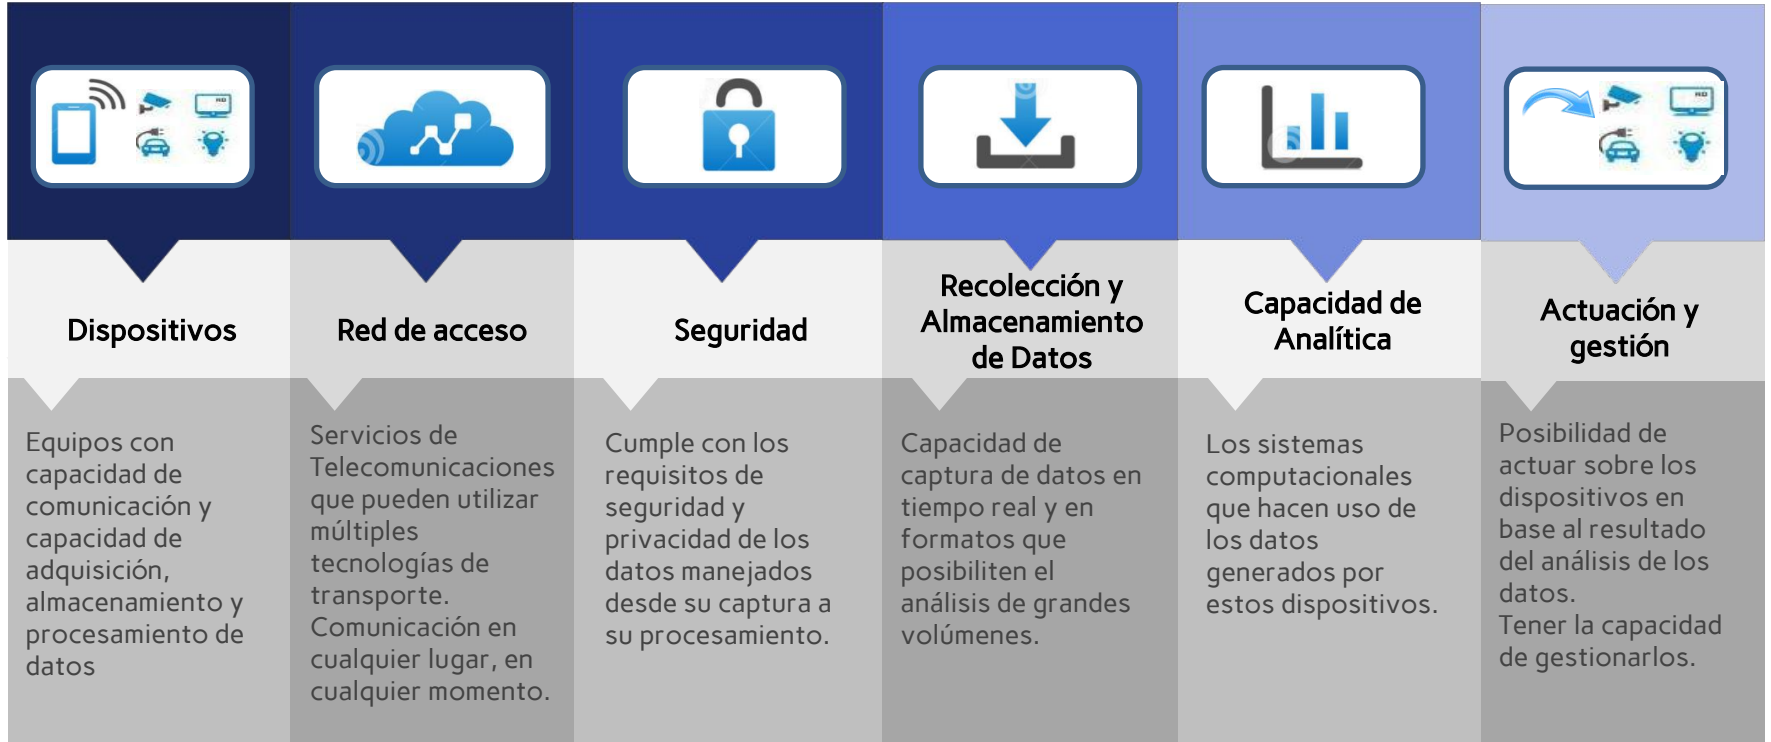 Dispositivos
Equipos con
capacidad de
comunicación y
capacidad de
adquisición,
almacenamiento y
procesamiento de
datos
Red de acceso
Servicios de
Telecomunicaciones
que pueden utilizar
múltiples
tecnologías de
transporte.
Comunicación en
cualquier lugar, en
cualquier momento.
Seguridad
Cumple con los
requisitos de
seguridad y
privacidad de los
datos manejados
desde su captura a
su procesamiento.
Recolección y
Almacenamiento
de Datos
Capacidad de
captura de datos en
tiempo real y en
formatos que
posibiliten el
análisis de grandes
volúmenes.
Capacidad de
Analítica
Los sistemas
computacionales
que hacen uso de
los datos
generados por
estos dispositivos.
HD
Actuación y
gestión
Posibilidad de
actuar sobre los
dispositivos en
base al resultado
del análisis de los
datos.
Tener la capacidad
de gestionarlos.
HD